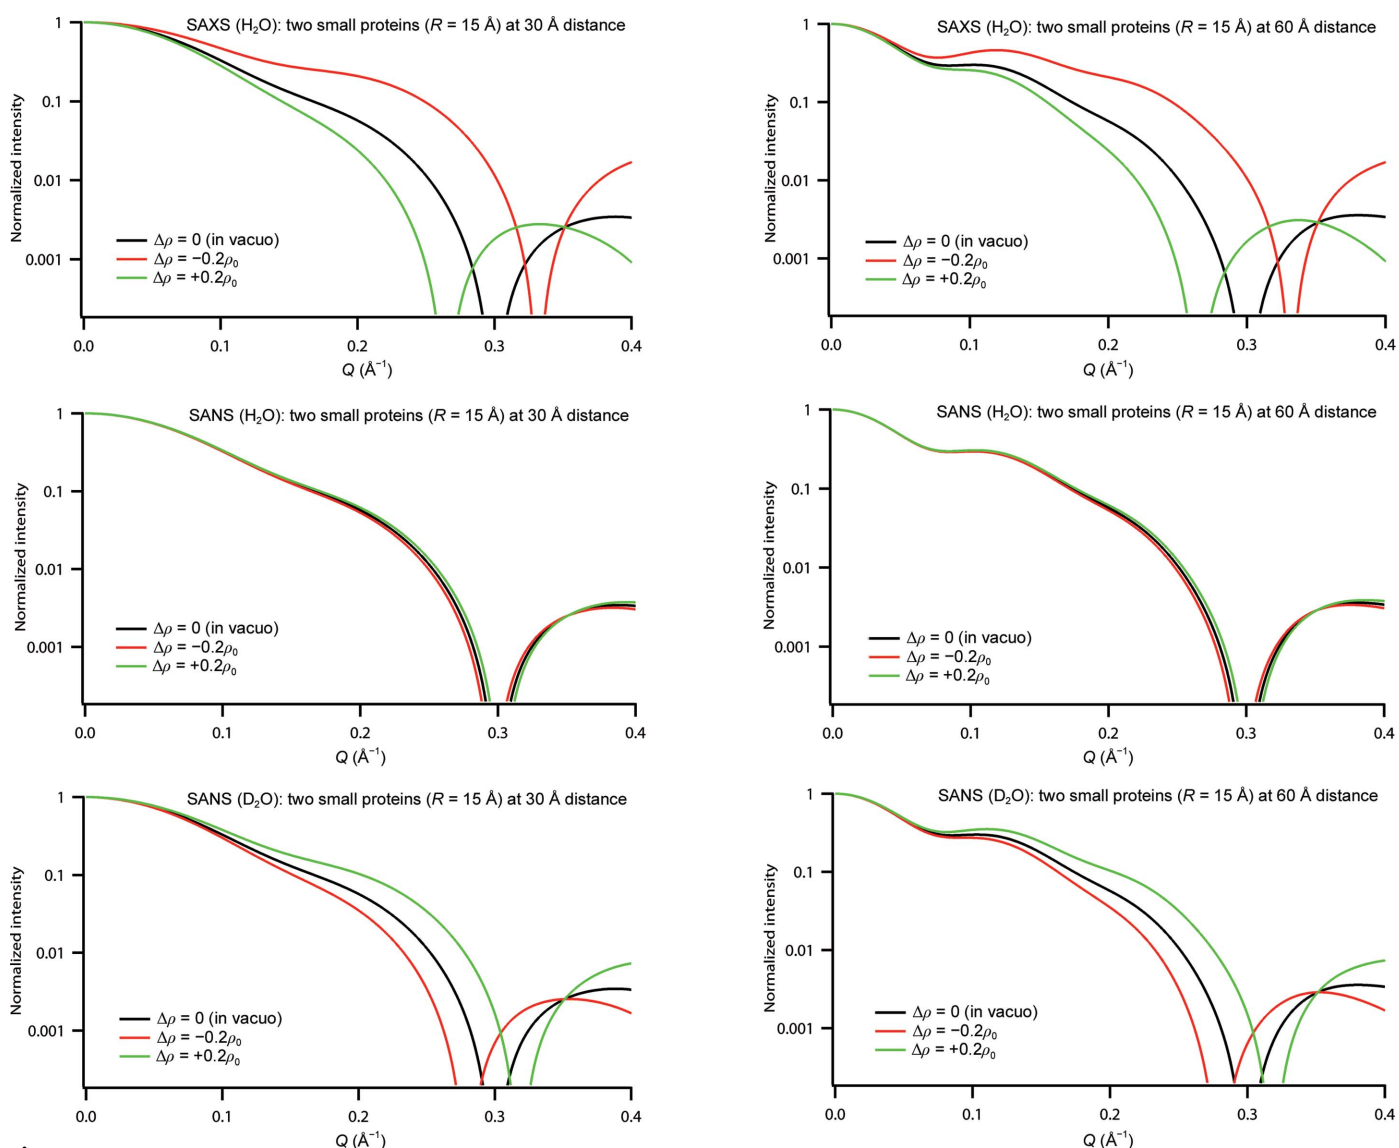 SAXS (H₂O): two small proteins (R = 15 Å) at 30 Å distance
Normalized intensity
1
0.1
0.01
0.001
Δρ = 0 (in vacuo)
Δρ = −0.2ρ₀
Δρ = +0.2ρ₀
0.0 0.1 0.2 0.3 0.4
Q (Å⁻¹)
SAXS (H₂O): two small proteins (R = 15 Å) at 60 Å distance
Normalized intensity
1
0.1
0.01
0.001
Δρ = 0 (in vacuo)
Δρ = −0.2ρ₀
Δρ = +0.2ρ₀
0.0 0.1 0.2 0.3 0.4
Q (Å⁻¹)
SANS (H₂O): two small proteins (R = 15 Å) at 30 Å distance
Normalized intensity
1
0.1
0.01
0.001
Δρ = 0 (in vacuo)
Δρ = −0.2ρ₀
Δρ = +0.2ρ₀
0.0 0.1 0.2 0.3 0.4
Q (Å⁻¹)
SANS (H₂O): two small proteins (R = 15 Å) at 60 Å distance
Normalized intensity
1
0.1
0.01
0.001
Δρ = 0 (in vacuo)
Δρ = −0.2ρ₀
Δρ = +0.2ρ₀
0.0 0.1 0.2 0.3 0.4
Q (Å⁻¹)
SANS (D₂O): two small proteins (R = 15 Å) at 30 Å distance
Normalized intensity
1
0.1
0.01
0.001
Δρ = 0 (in vacuo)
Δρ = −0.2ρ₀
Δρ = +0.2ρ₀
0.0 0.1 0.2 0.3 0.4
Q (Å⁻¹)
SANS (D₂O): two small proteins (R = 15 Å) at 60 Å distance
Normalized intensity
1
0.1
0.01
0.001
Δρ = 0 (in vacuo)
Δρ = −0.2ρ₀
Δρ = +0.2ρ₀
0.0 0.1 0.2 0.3 0.4
Q (Å⁻¹)